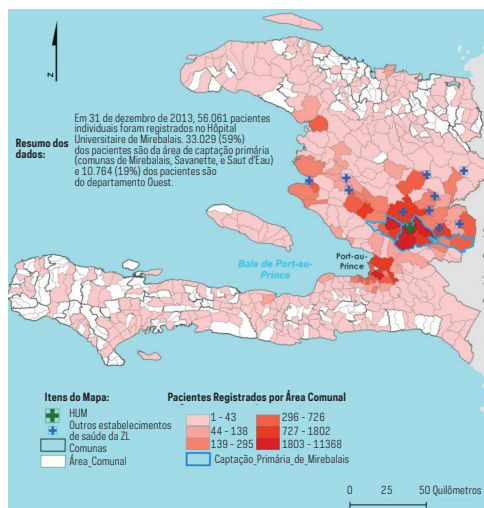 Z
Resumo dos dados:
Em 31 de dezembro de 2013, 56.061 pacientes
individuai foram registrados no Hôpital
Universitaire de Mirebalais. 33.029 (59%)
dos pacientes são da área de captação primária
(comunas de Mirebalais, Savanette, e Saut d'Eau)
e 10.764 (19%) dos pacientes são
do departamento Ouest.
Port-au-
Prince
Baie de Port-au-
Prince
Itens do Mapa:
HUM
Outros estabelecimentos
de saúde da ZL
Comunas
Área_Comunal
Pacientes Registrados por Área Comunal
1 - 43
44 - 138
139 - 295
296 - 726
727 - 1802
1803 - 11368
Captação_Primária_de_Mirebalais
0 25 50 Quilômetros